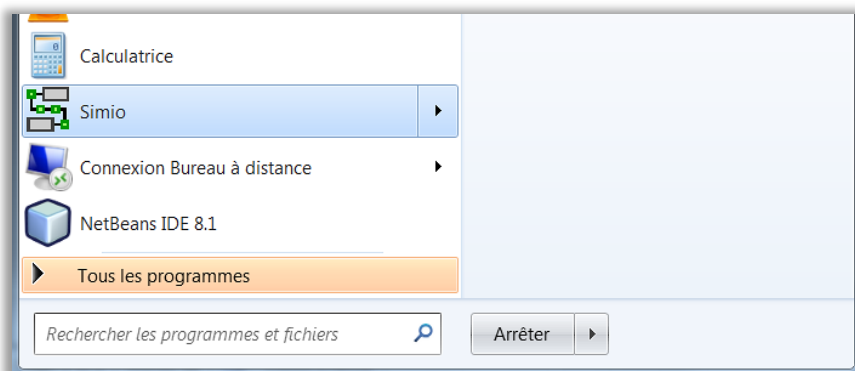 Calculatrice
Simio
Connexion Bureau à distance
NetBeans IDE 8.1
Tous les programmes
Rechercher les programmes et fichiers
Arrêter